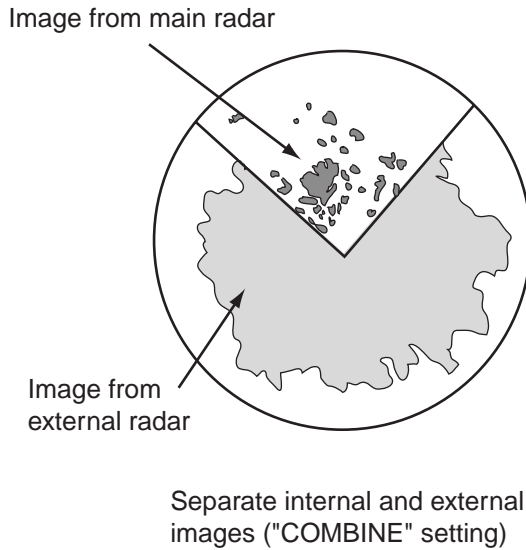 Image from main radar
Image from
external radar
Separate internal and external
images ("COMBINE" setting)